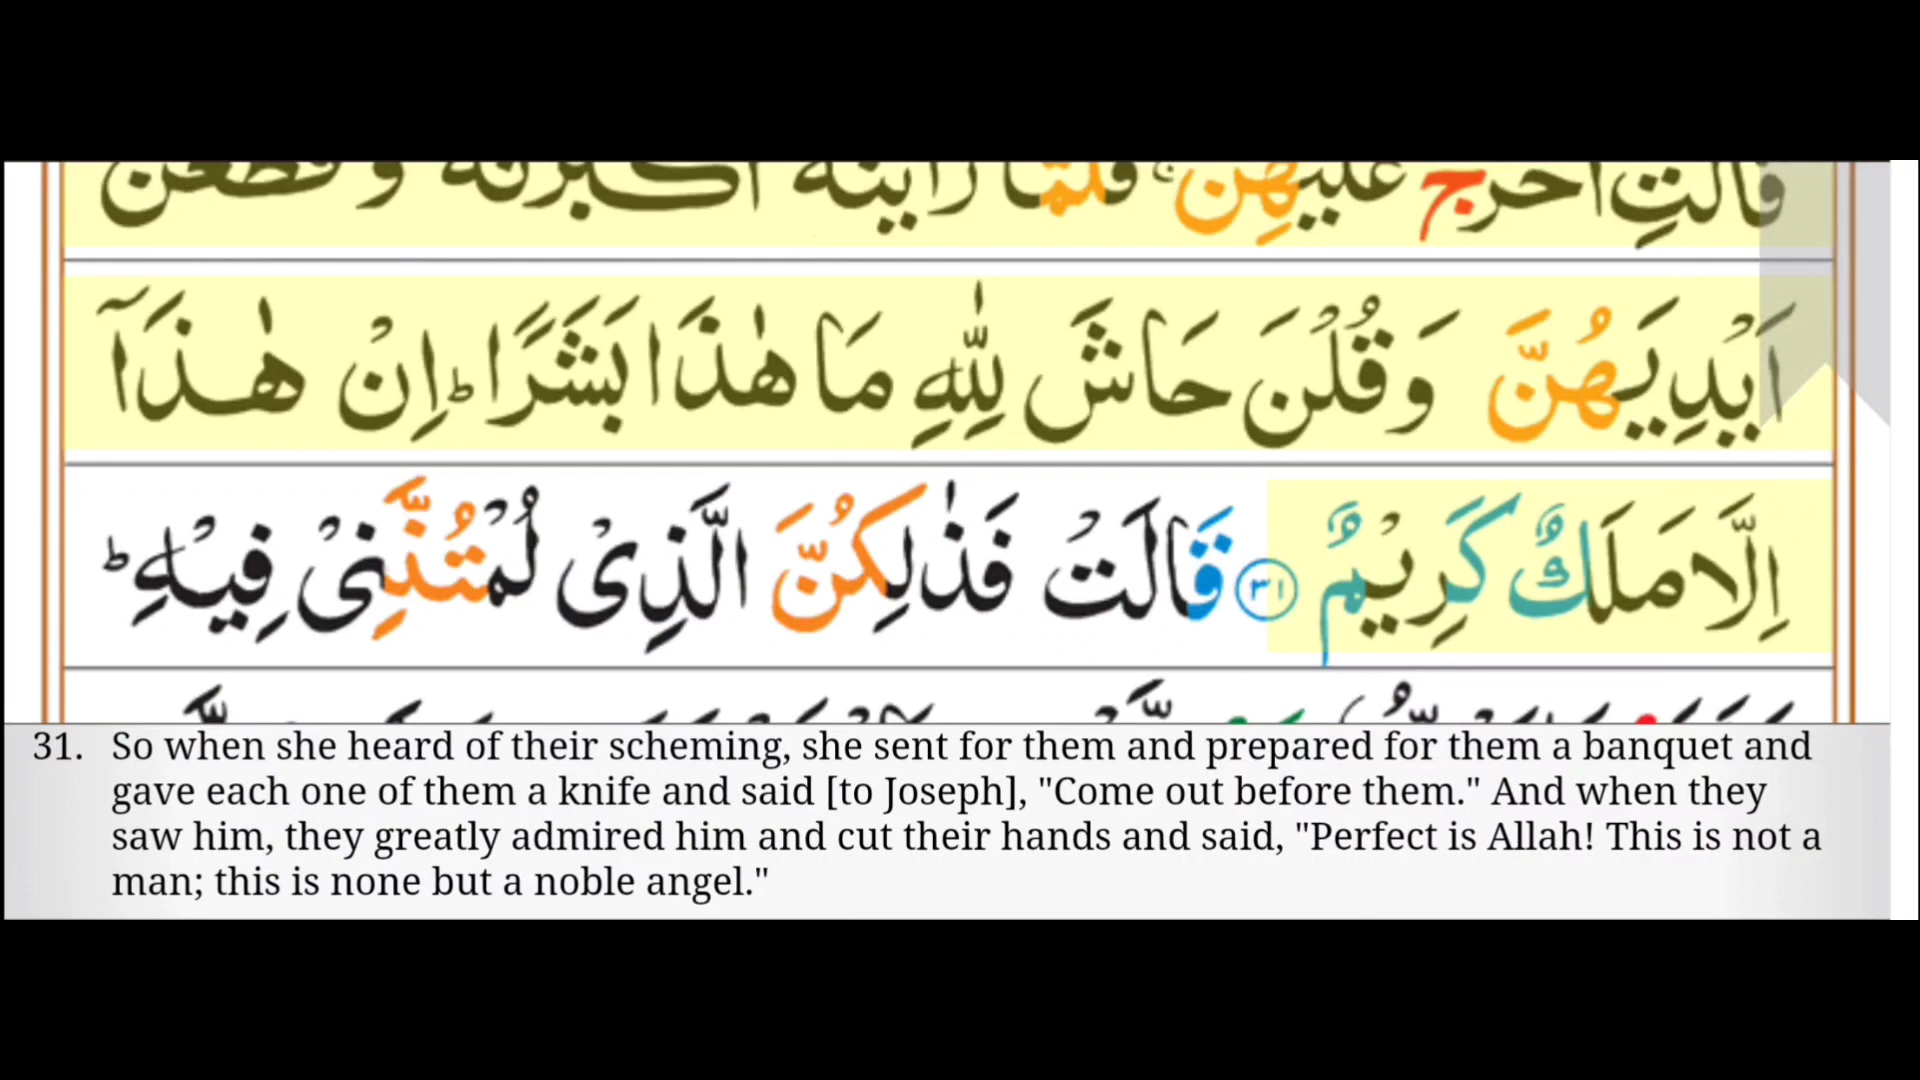 قَالَتِ اخْرُجْ عَلَيْهِنَّ ۚ فَلَمَّا رَاَيْنَهٗۤ اَكْبَرْنَهٗ وَ قَطَّعْنَ
اَيْدِيَهُنَّ وَقُلْنَ حَاشَ لِلّٰهِ مَا هٰذَا بَشَرًا ؕ اِنْ هٰذَاۤ
اِلَّا مَلَكٌ كَرِيْمٌ ﴿۳۱﴾ قَالَتْ فَذٰلِكُنَّ الَّذِىْ لُمْتُنَّنِىْ فِيْهِ ؕ
31. So when she heard of their scheming, she sent for them and prepared for them a banquet and
gave each one of them a knife and said [to Joseph], "Come out before them." And when they
saw him, they greatly admired him and cut their hands and said, "Perfect is Allah! This is not a
man; this is none but a noble angel."